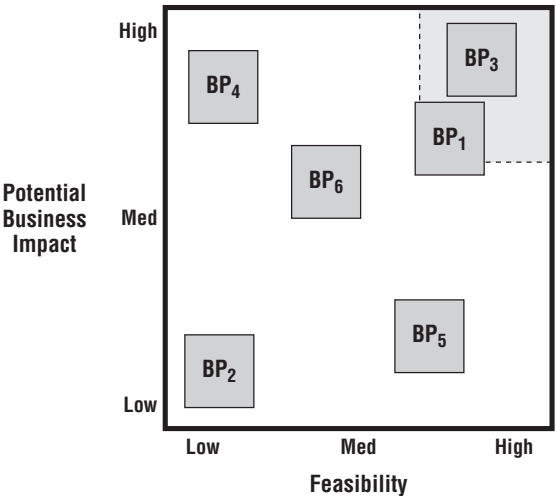 High
BP3
BP4
BP1
BP6
Potential
Business
Impact
Med
BP5
BP2
Low
Low Med High
Feasibility